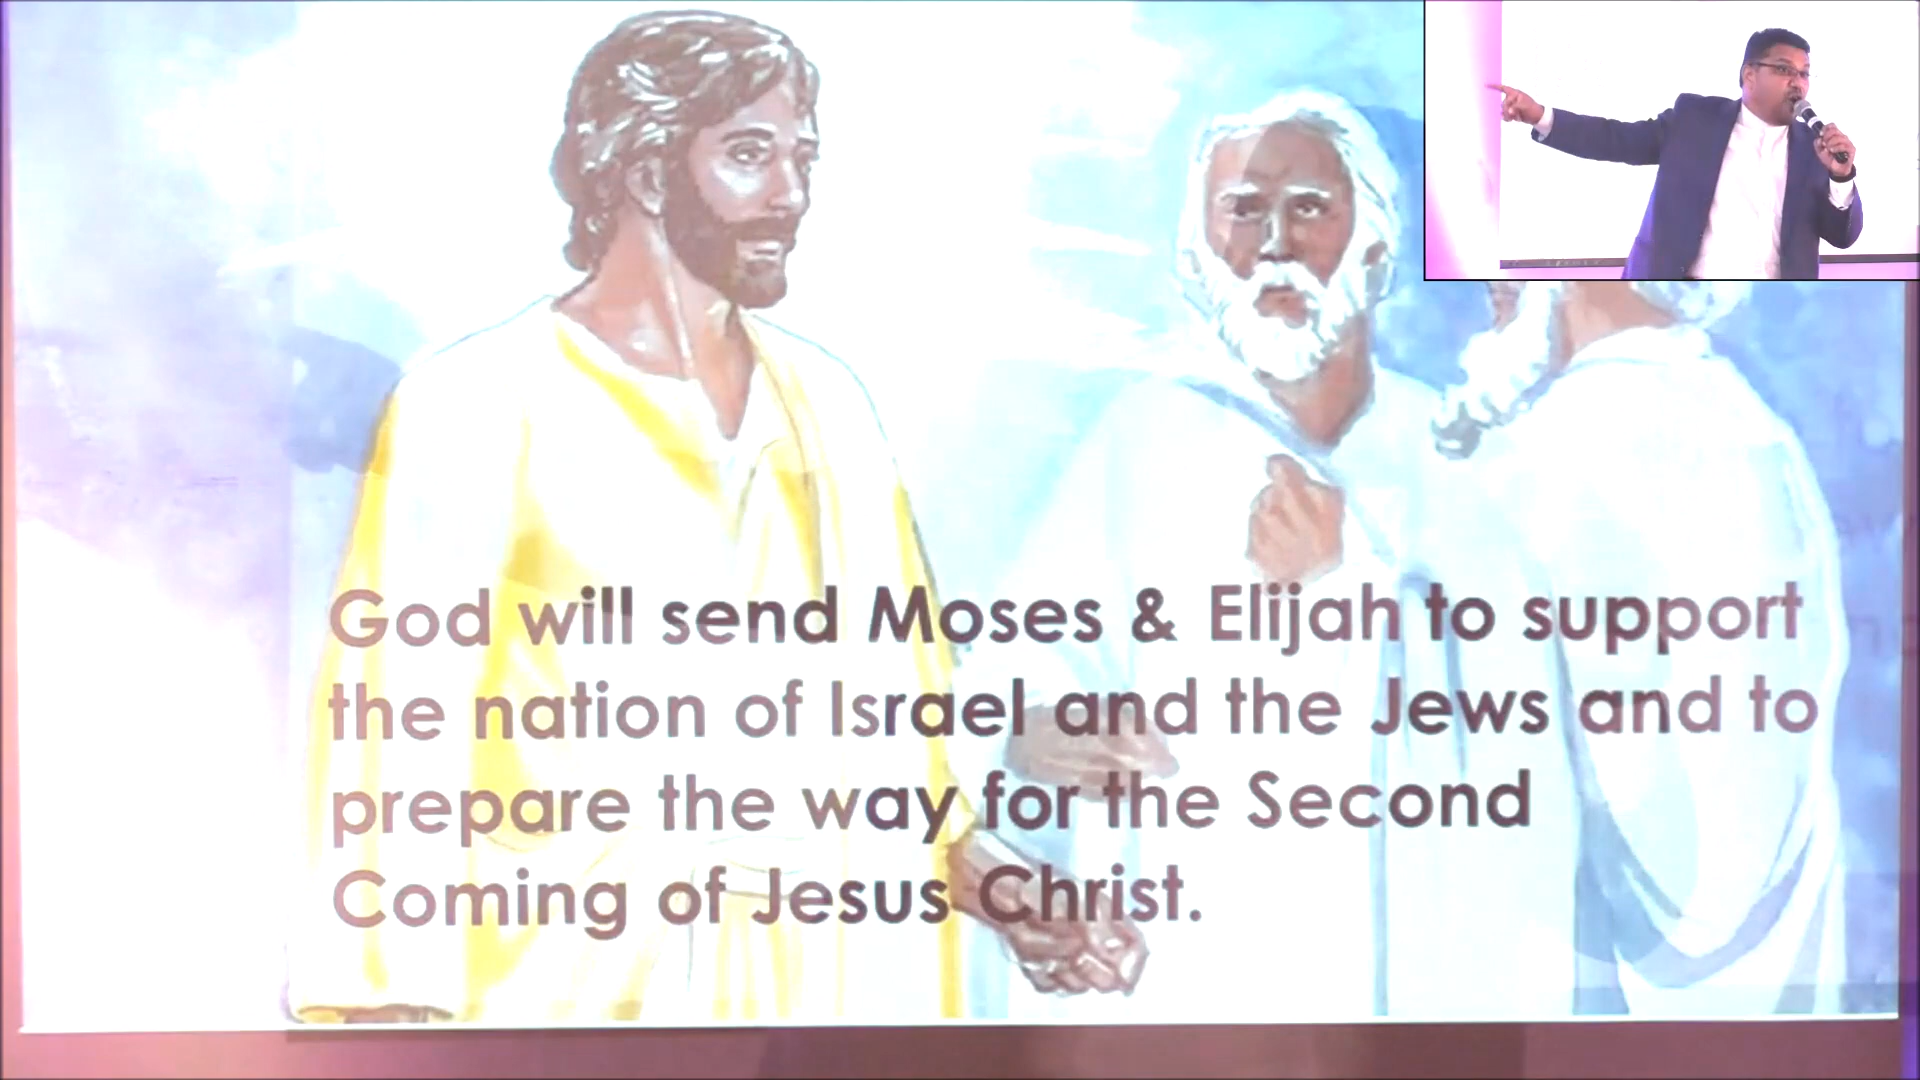 God will send Moses & Elijah to support
the nation of Israel and the Jews and to
prepare the way for the Second
Coming of Jesus Christ.